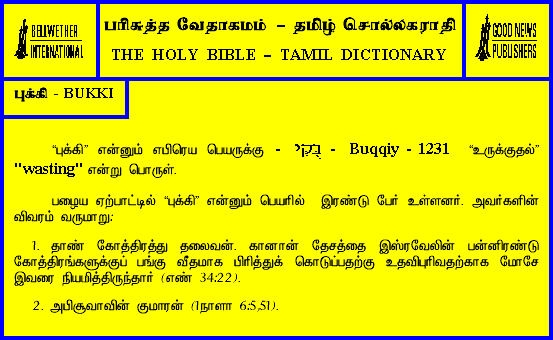 BELLWETHER
INTERNATIONAL
பரிசுத்த வேதாகமம் – தமிழ் சொல்லகராதி
THE HOLY BIBLE – TAMIL DICTIONARY
GOOD NEWS
PUBLISHERS
புக்கி - BUKKI
“புக்கி” என்னும் எபிரெய பெயருக்கு - בֻּקִּי - Buqqiy - 1231 “உருக்குதல்”
"wasting" என்று பொருள்.
பழைய ஏற்பாட்டில் “புக்கி” என்னும் பெயரில் இரண்டு பேர் உள்ளனர். அவர்களின்
விவரம் வருமாறு:
1. தாண் கோத்திரத்து தலைவன். கானான் தேசத்தை இஸ்ரவேலின் பன்னிரண்டு
கோத்திரங்களுக்குப் பங்கு வீதமாக பிரித்துக் கொடுப்பதற்கு உதவிபுரிவதற்காக மோசே
இவரை நியமித்திருந்தார் (எண் 34:22).
2. அபிசூவாவின் குமாரன் (1நாளா 6:5,51).